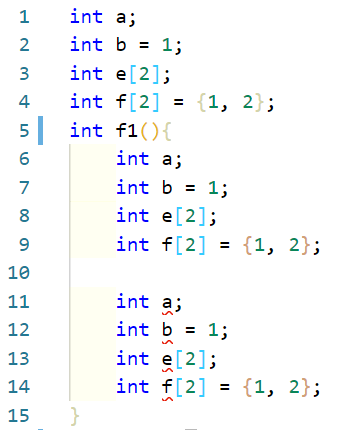 1 int a;
2 int b = 1;
3 int e[2];
4 int f[2] = {1, 2};
5 int f1(){
6     int a;
7     int b = 1;
8     int e[2];
9     int f[2] = {1, 2};
10
11     int a;
12     int b = 1;
13     int e[2];
14     int f[2] = {1, 2};
15 }